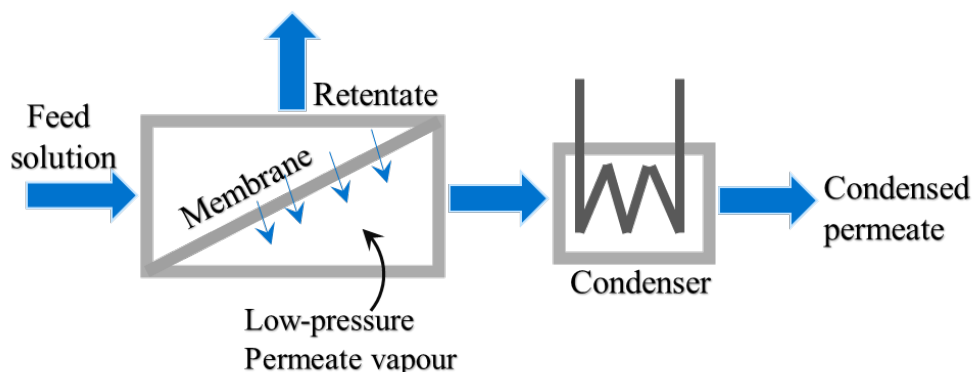 Feed
solution
Retentate
Membrane
Low-pressure
Permeate vapour
Condenser
Condensed
permeate